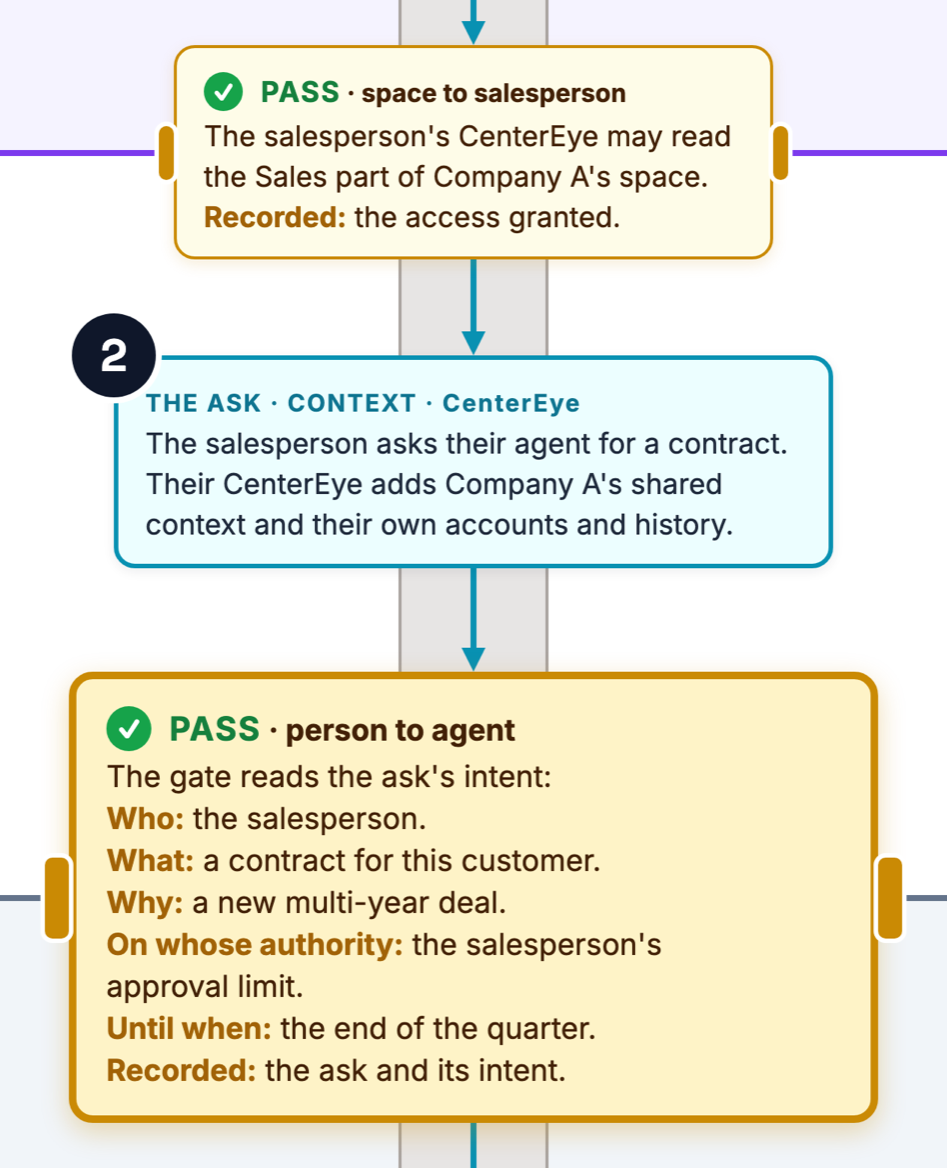 PASS · space to salesperson
The salesperson's CenterEye may read
the Sales part of Company A's space.
Recorded: the access granted.
2
THE ASK · CONTEXT · CenterEye
The salesperson asks their agent for a contract.
Their CenterEye adds Company A's shared
context and their own accounts and history.
PASS · person to agent
The gate reads the ask's intent:
Who: the salesperson.
What: a contract for this customer.
Why: a new multi-year deal.
On whose authority: the salesperson's
approval limit.
Until when: the end of the quarter.
Recorded: the ask and its intent.